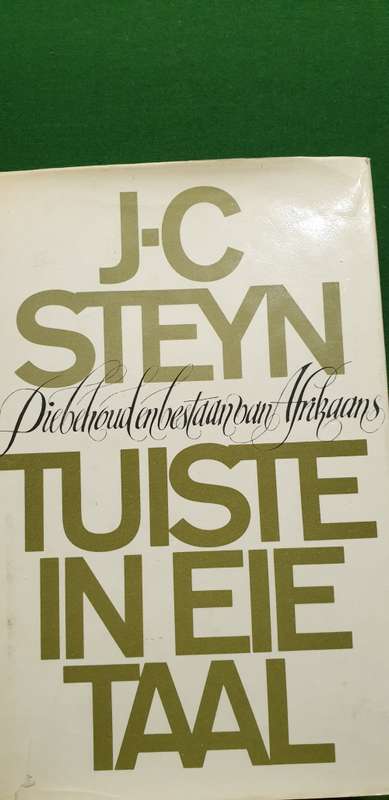 J·C
STEYN
Die behoud en bestaan van Afrikaans
TUISTE
IN EIE
TAAL